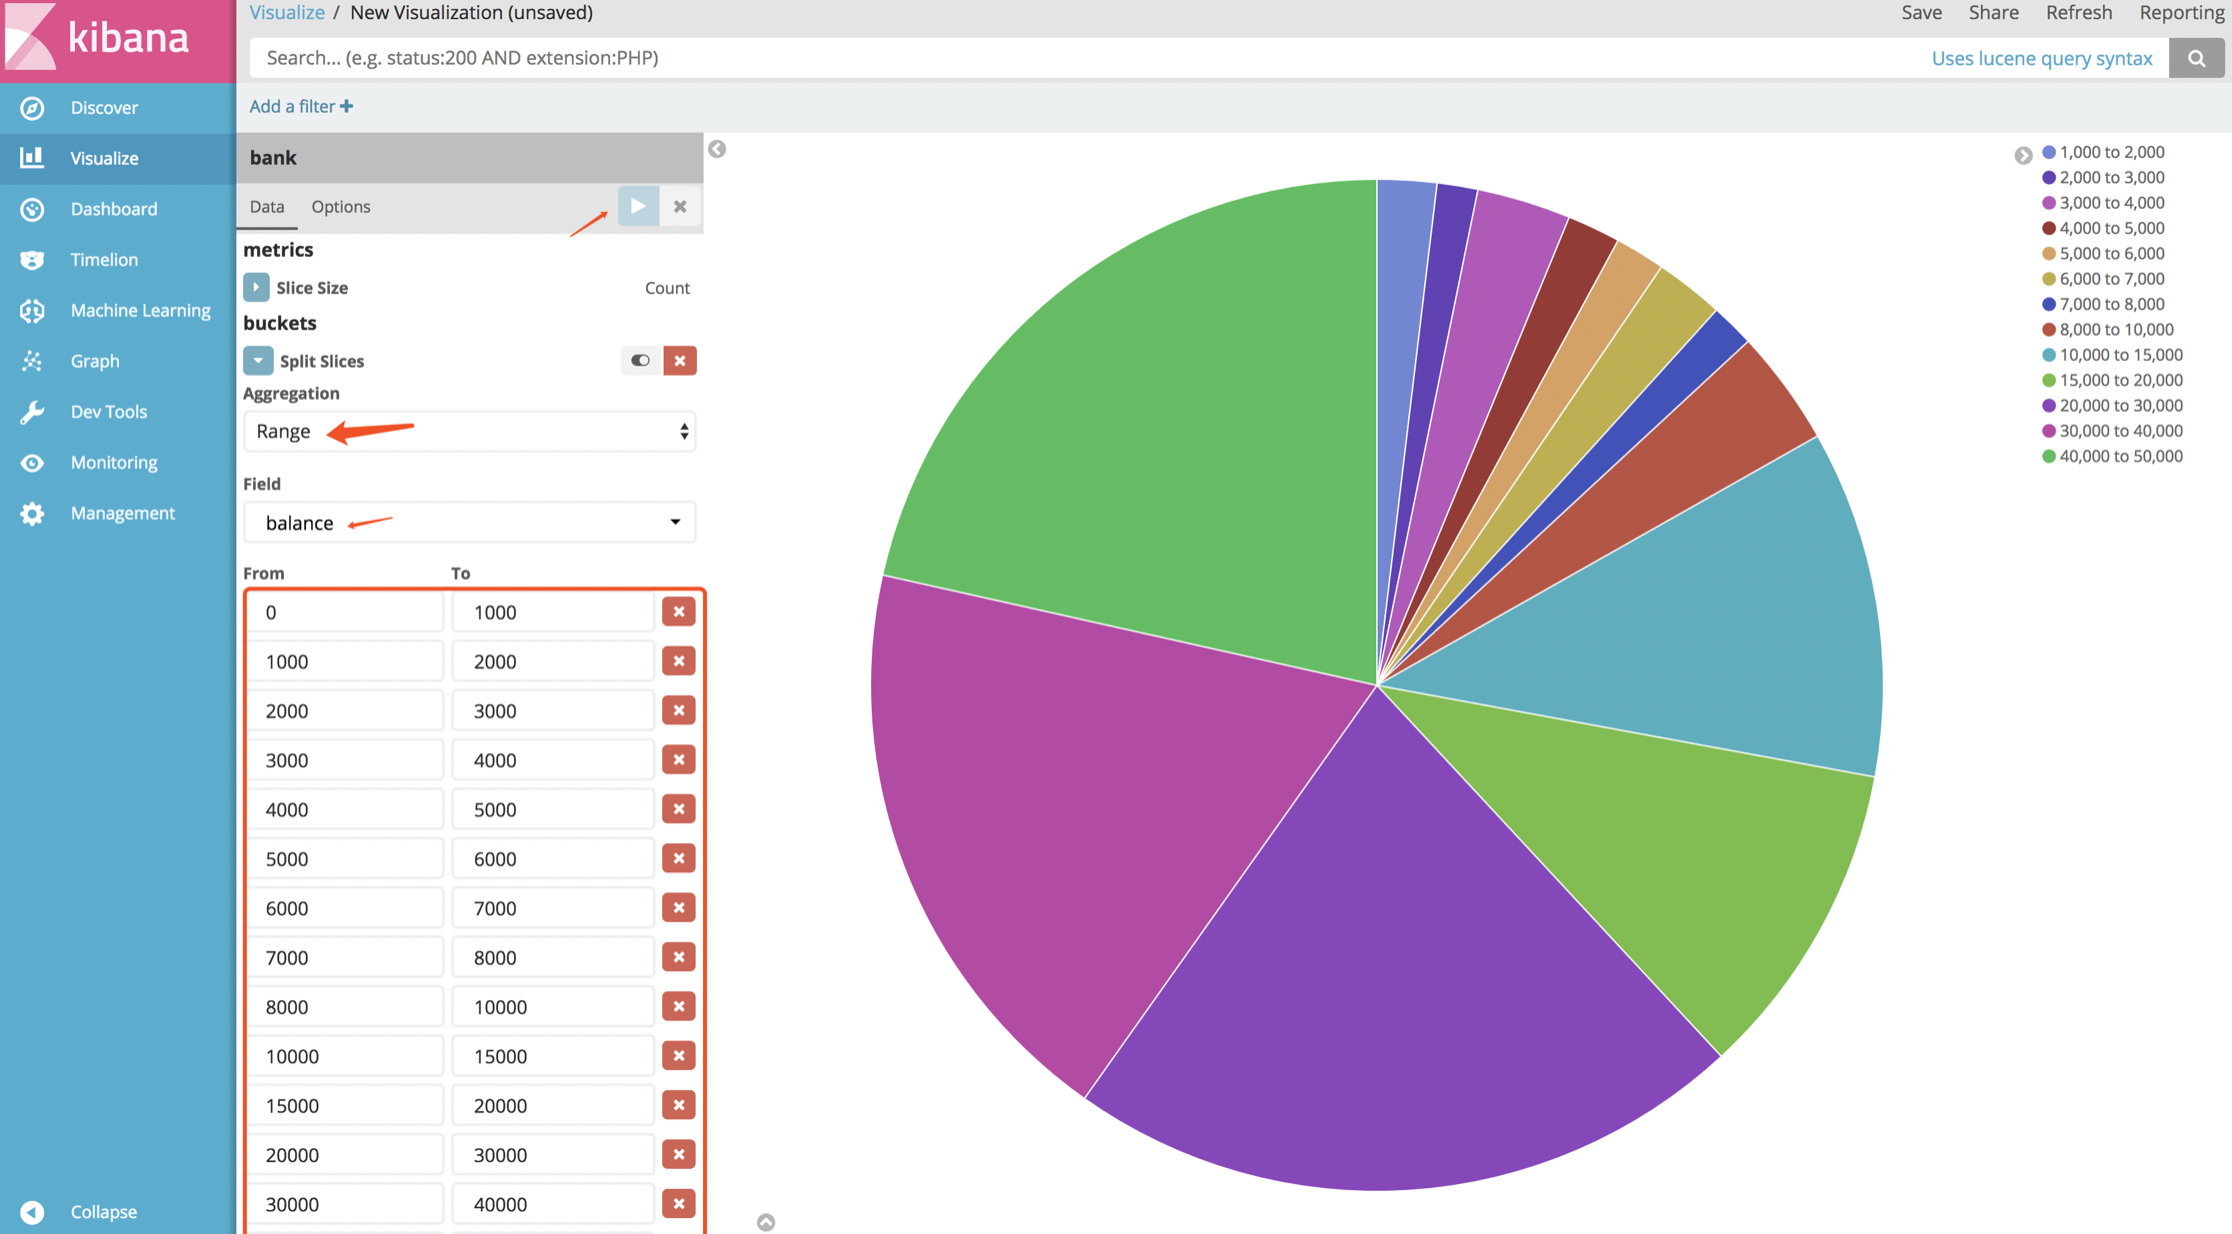 kibana
Visualize / New Visualization (unsaved)
Save Share Refresh Reporting
Search... (e.g. status:200 AND extension:PHP)
Uses lucene query syntax
Add a filter
Discover
Visualize
Dashboard
Timelion
Machine Learning
Graph
Dev Tools
Monitoring
Management
Collapse
bank
Data Options
metrics
Slice Size Count
buckets
Split Slices
Aggregation
Range
Field
balance
From To
0 1000
1000 2000
2000 3000
3000 4000
4000 5000
5000 6000
6000 7000
7000 8000
8000 10000
10000 15000
15000 20000
20000 30000
30000 40000
1,000 to 2,000
2,000 to 3,000
3,000 to 4,000
4,000 to 5,000
5,000 to 6,000
6,000 to 7,000
7,000 to 8,000
8,000 to 10,000
10,000 to 15,000
15,000 to 20,000
20,000 to 30,000
30,000 to 40,000
40,000 to 50,000